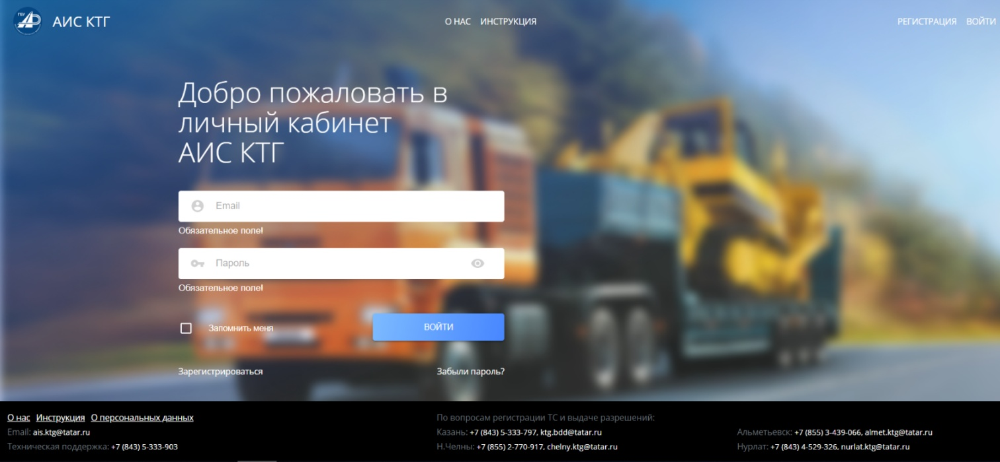 ГБУ
АИС КТГ
О НАС ИНСТРУКЦИЯ
РЕГИСТРАЦИЯ ВОЙТИ
Добро пожаловать в
личный кабинет
АИС КТГ
Email
Обязательное поле!
Пароль
Обязательное поле!
Запомнить меня
ВОЙТИ
Зарегистрироваться
Забыли пароль?
О нас Инструкция О персональных данных
Email: ais.ktg@tatar.ru
Техническая поддержка: +7 (843) 5-333-903
По вопросам регистрации ТС и выдаче разрешений:
Казань: +7 (843) 5-333-797, ktg.bdd@tatar.ru
Н.Челны: +7 (855) 2-770-917, chelny.ktg@tatar.ru
Альметьевск: +7 (855) 3-439-066, almet.ktg@tatar.ru
Нурлат: +7 (843) 4-529-326, nurlat.ktg@tatar.ru